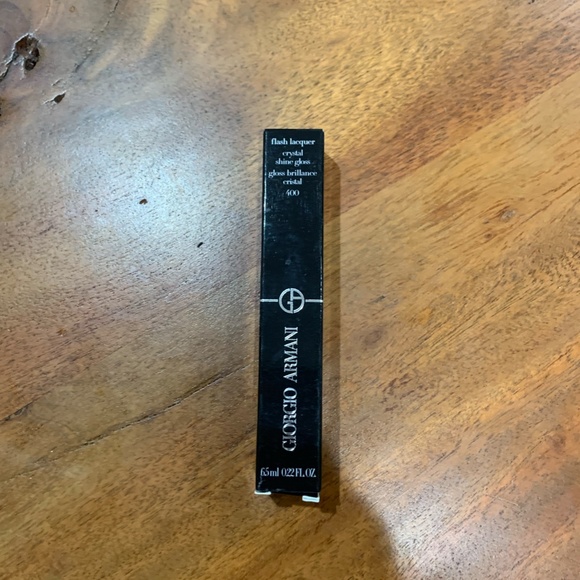 flash lacquer
crystal
shine gloss
gloss brillance
cristal
400
GIORGIO ARMANI
6.5 ml 0.22 FL. OZ.